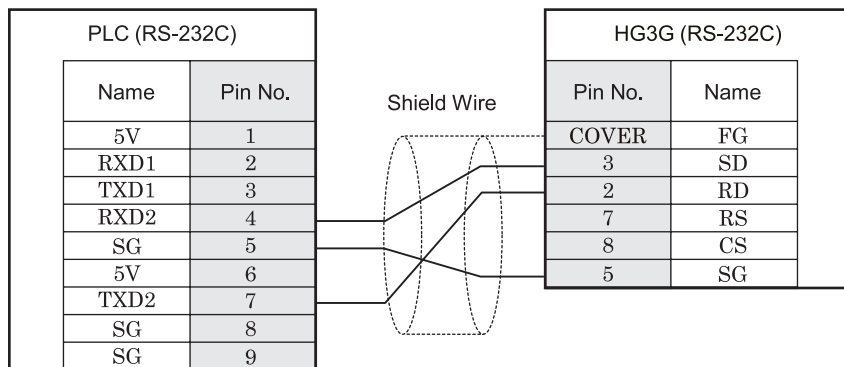 PLC (RS-232C)
Name Pin No.
5V 1
RXD1 2
TXD1 3
RXD2 4
SG 5
5V 6
TXD2 7
SG 8
SG 9
Shield Wire
HG3G (RS-232C)
Pin No. Name
COVER FG
3 SD
2 RD
7 RS
8 CS
5 SG